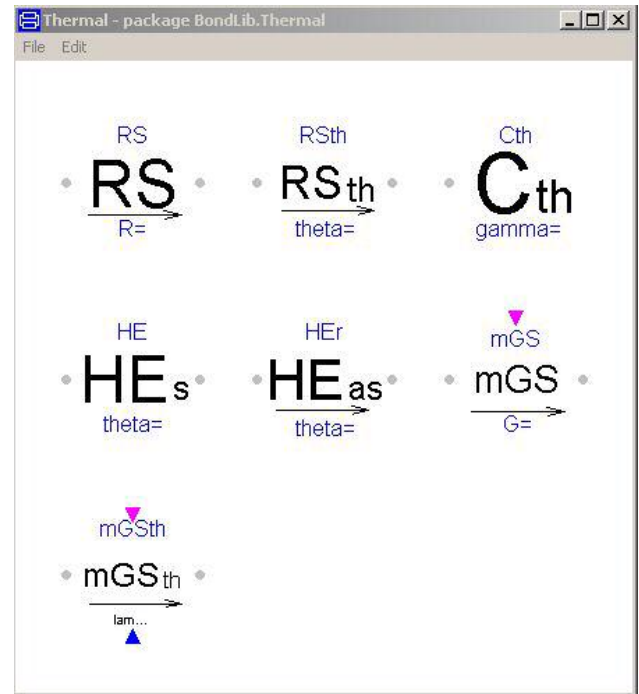 Thermal - package BondLib.Thermal
File Edit
RS RSth Cth
RS RSth Cth
R= theta= gamma=
HE HEr mGS
HEs HEas mGS
theta= theta= G=
mGSth
mGSth
lam...